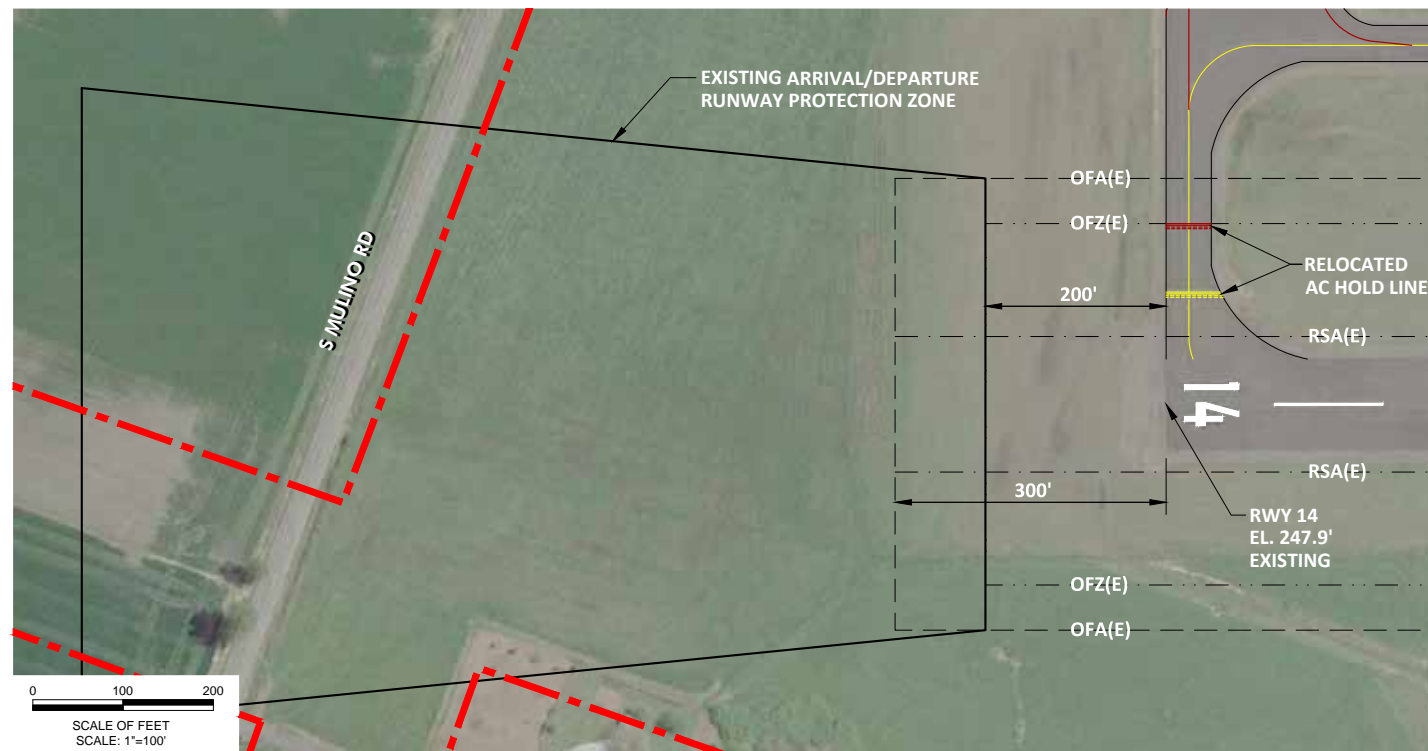 EXISTING ARRIVAL/DEPARTURE
RUNWAY PROTECTION ZONE
OFA(E)
OFZ(E)
S MULINO RD
RELOCATED
AC HOLD LINE
200'
RSA(E)
14
RSA(E)
300'
RWY 14
EL. 247.9'
EXISTING
OFZ(E)
OFA(E)
0 100 200
SCALE OF FEET
SCALE: 1"=100'